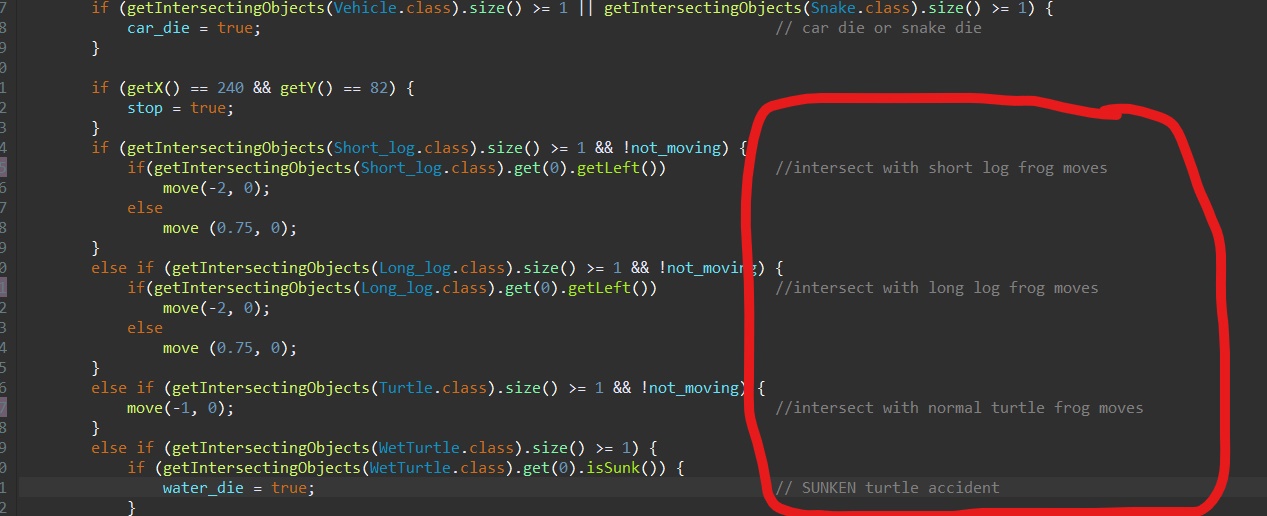 7 if (getIntersectingObjects(Vehicle.class).size() >= 1 || getIntersectingObjects(Snake.class).size() >= 1) {
8 car_die = true; // car die or snake die
9 }
0
1 if (getX() == 240 && getY() == 82) {
2 stop = true;
3 }
4 if (getIntersectingObjects(Short_log.class).size() >= 1 && !not_moving) {
5 if(getIntersectingObjects(Short_log.class).get(0).getLeft()) //intersect with short log frog moves
6 move(-2, 0);
7 else
8 move (0.75, 0);
9 }
0 else if (getIntersectingObjects(Long_log.class).size() >= 1 && !not_moving) {
1 if(getIntersectingObjects(Long_log.class).get(0).getLeft()) //intersect with long log frog moves
2 move(-2, 0);
3 else
4 move (0.75, 0);
5 }
6 else if (getIntersectingObjects(Turtle.class).size() >= 1 && !not_moving) {
7 move(-1, 0); //intersect with normal turtle frog moves
8 }
9 else if (getIntersectingObjects(WetTurtle.class).size() >= 1) {
0 if (getIntersectingObjects(WetTurtle.class).get(0).isSunk()) {
1 water_die = true; // SUNKEN turtle accident
2 }